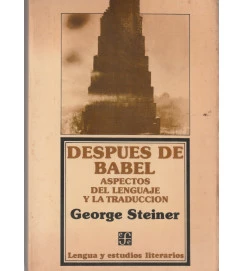 DESPUES DE
BABEL
ASPECTOS
DEL LENGUAJE
Y LA TRADUCCION
George Steiner
Lengua y estudios literarios